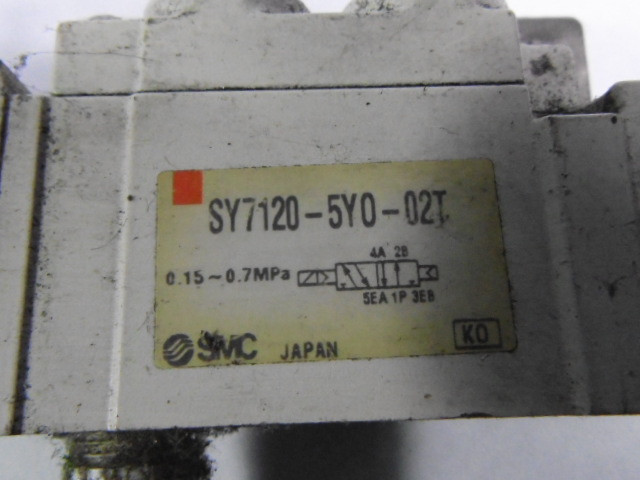 SY7120-5Y0-02T
4A 2B
0.15~0.7MPa
5EA 1P 3EB
SMC JAPAN
KO